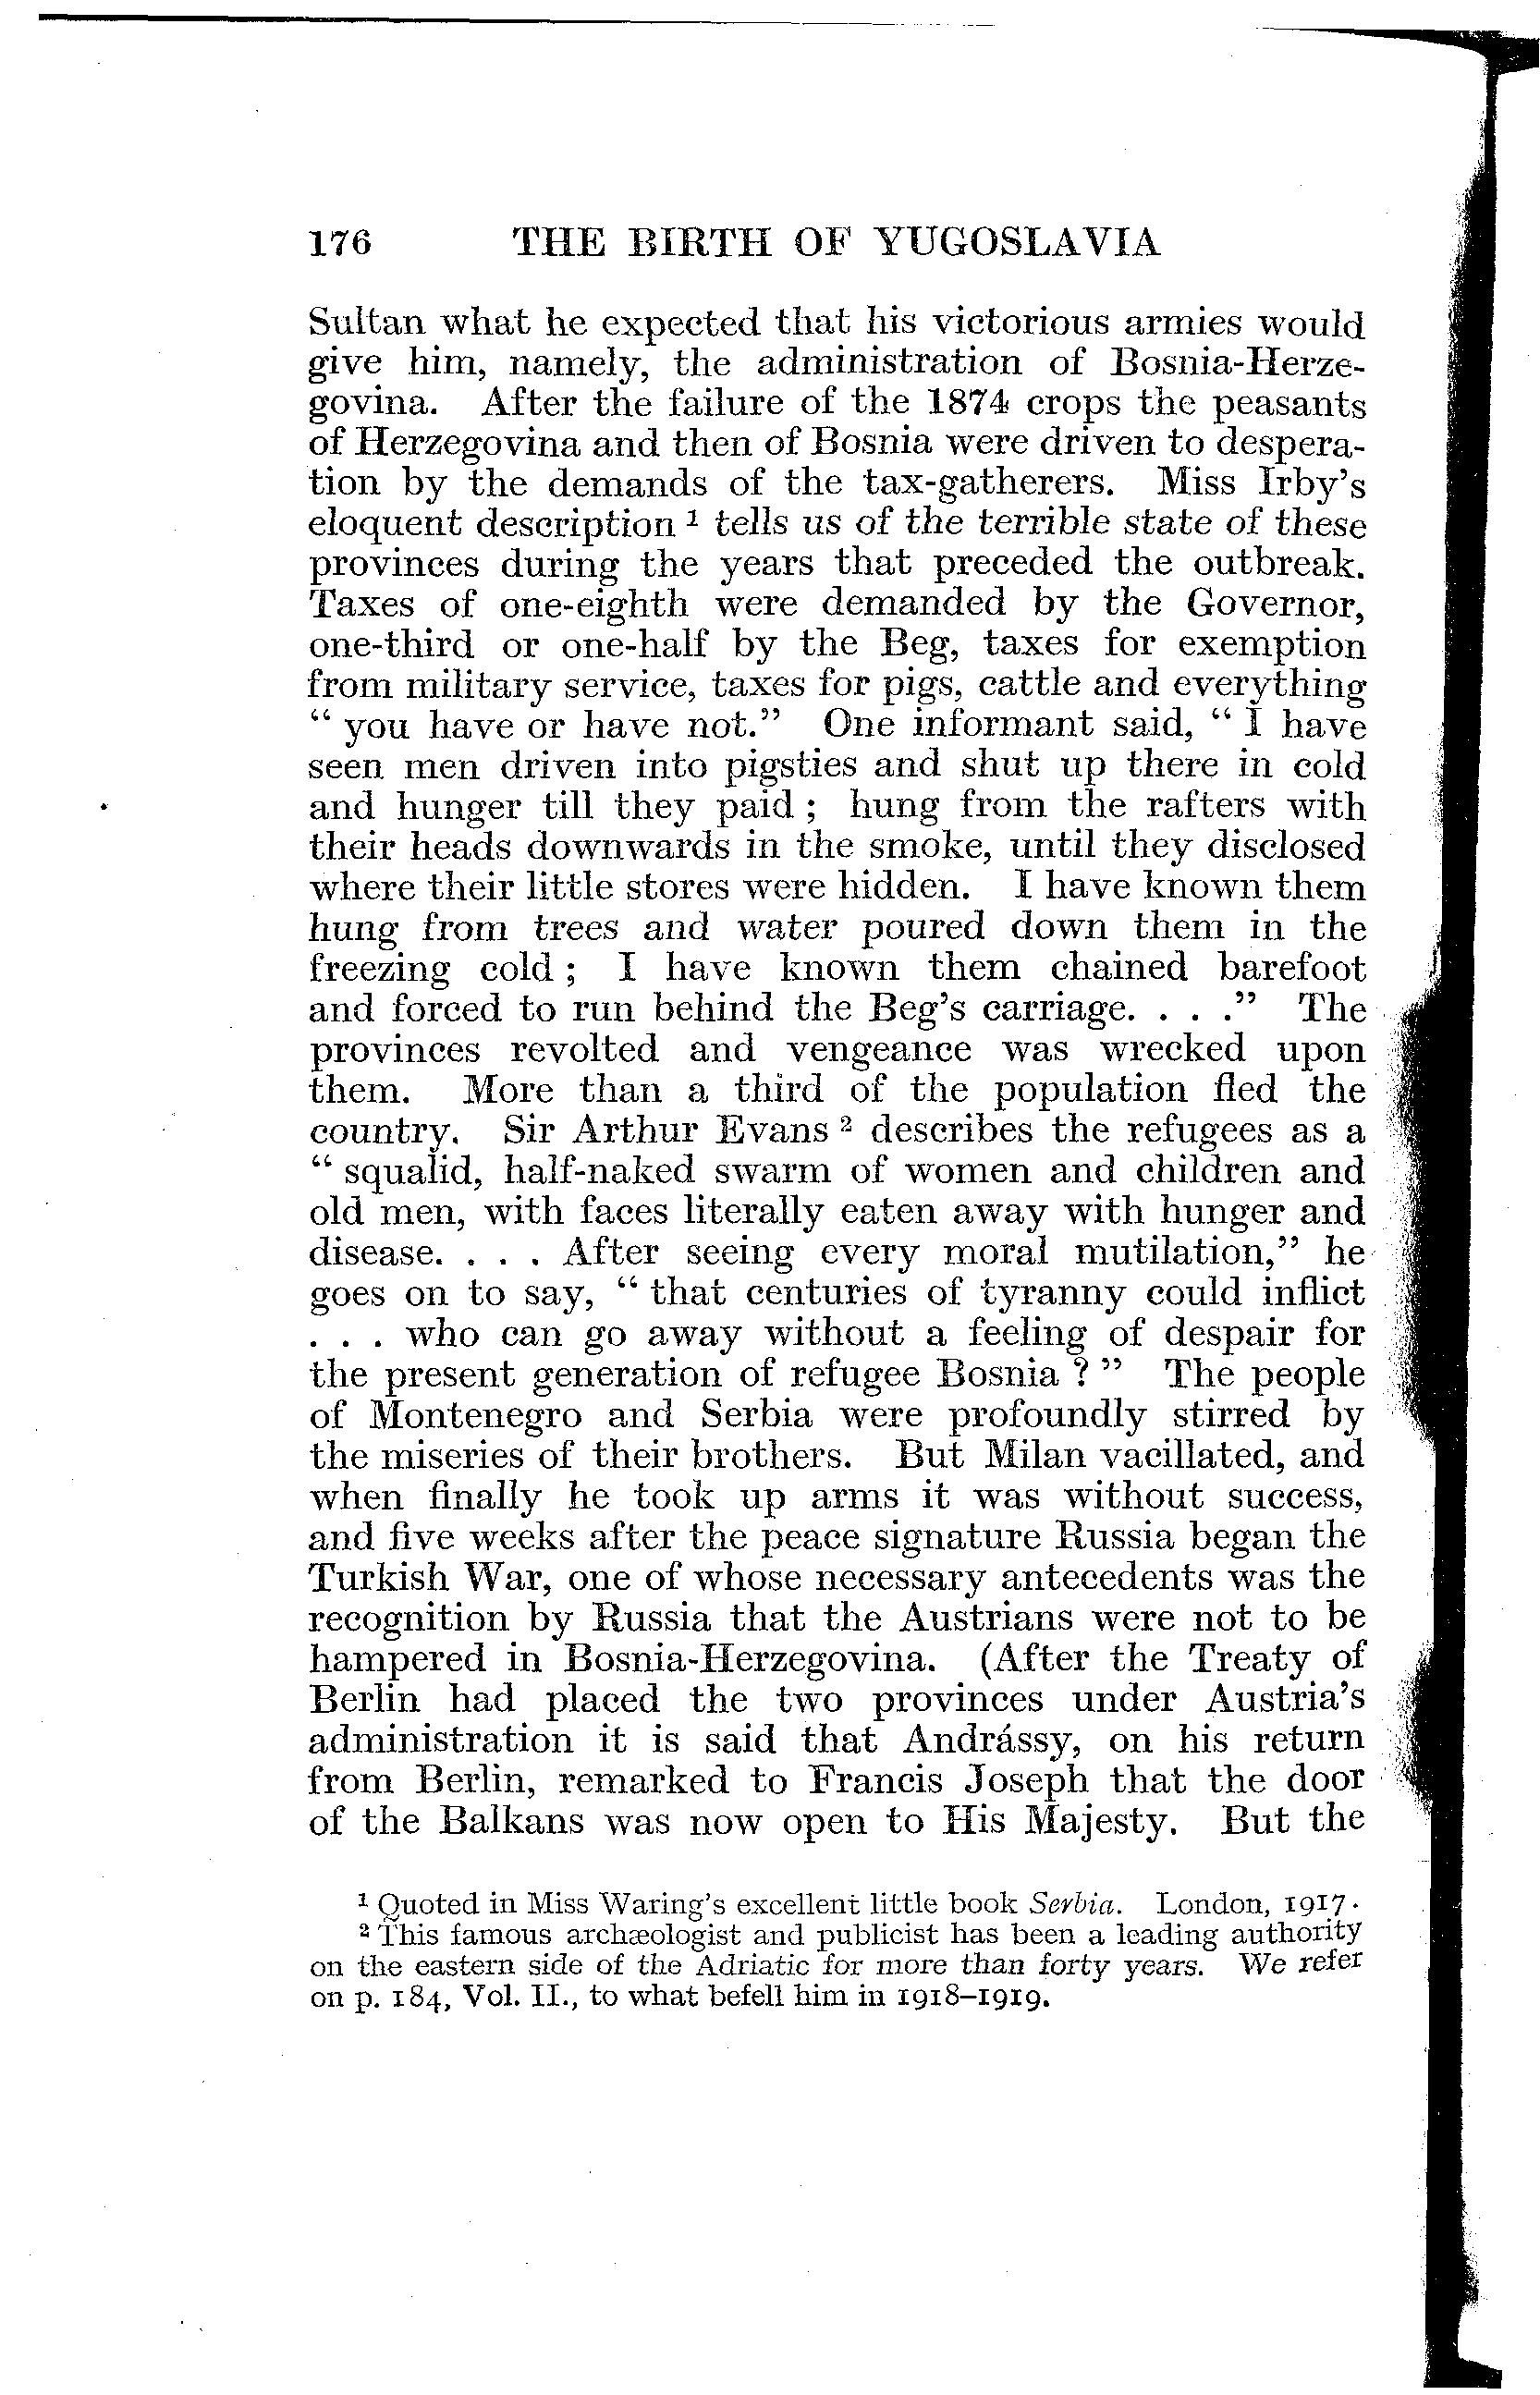 176 THE BIRTH OF YUGOSLAVIA
Sultan what he expected that his victorious armies would
give him, namely, the administration of Bosnia-Herze-
govina. After the failure of the 1874 crops the peasants
of Herzegovina and then of Bosnia were driven to despera-
tion by the demands of the tax-gatherers. Miss Irby's
eloquent description ¹ tells us of the terrible state of these
provinces during the years that preceded the outbreak.
Taxes of one-eighth were demanded by the Governor,
one-third or one-half by the Beg, taxes for exemption
from military service, taxes for pigs, cattle and everything
“ you have or have not.” One informant said, “ I have
seen men driven into pigsties and shut up there in cold
and hunger till they paid ; hung from the rafters with
their heads downwards in the smoke, until they disclosed
where their little stores were hidden. I have known them
hung from trees and water poured down them in the
freezing cold ; I have known them chained barefoot
and forced to run behind the Beg's carriage. . . .” The
provinces revolted and vengeance was wrecked upon
them. More than a third of the population fled the
country. Sir Arthur Evans ² describes the refugees as a
“ squalid, half-naked swarm of women and children and
old men, with faces literally eaten away with hunger and
disease. . . . After seeing every moral mutilation,” he
goes on to say, “ that centuries of tyranny could inflict
. . . who can go away without a feeling of despair for
the present generation of refugee Bosnia ? ” The people
of Montenegro and Serbia were profoundly stirred by
the miseries of their brothers. But Milan vacillated, and
when finally he took up arms it was without success,
and five weeks after the peace signature Russia began the
Turkish War, one of whose necessary antecedents was the
recognition by Russia that the Austrians were not to be
hampered in Bosnia-Herzegovina. (After the Treaty of
Berlin had placed the two provinces under Austria's
administration it is said that Andrássy, on his return
from Berlin, remarked to Francis Joseph that the door
of the Balkans was now open to His Majesty. But the
¹ Quoted in Miss Waring's excellent little book Serbia. London, 1917.
² This famous archæologist and publicist has been a leading authority
on the eastern side of the Adriatic for more than forty years. We refer
on p. 184, Vol. II., to what befell him in 1918–1919.